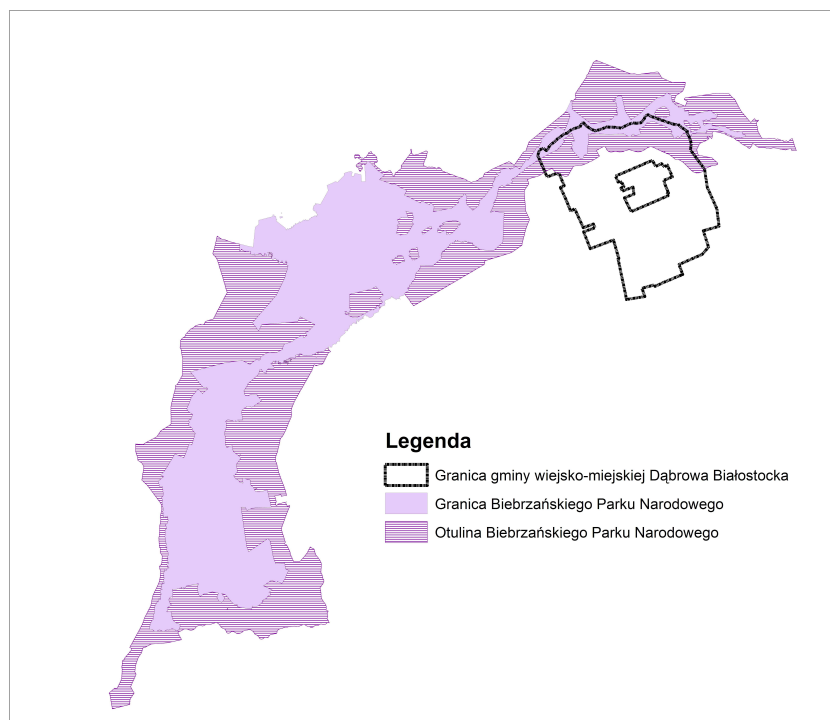 Legenda
Granica gminy wiejsko-miejskiej Dąbrowa Białostocka
Granica Biebrzańskiego Parku Narodowego
Otulina Biebrzańskiego Parku Narodowego